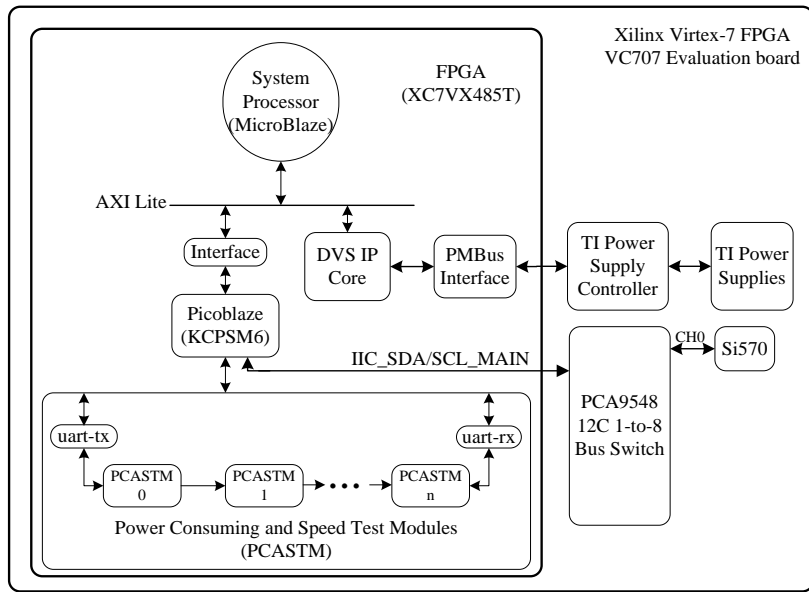 Xilinx Virtex-7 FPGA
VC707 Evaluation board
FPGA
(XC7VX485T)
System
Processor
(MicroBlaze)
AXI Lite
Interface
DVS IP
Core
PMBus
Interface
TI Power
Supply
Controller
TI Power
Supplies
Picoblaze
(KCPSM6)
IIC_SDA/SCL_MAIN
CH0
Si570
PCA9548
12C 1-to-8
Bus Switch
uart-tx
uart-rx
PCASTM
0
PCASTM
1
PCASTM
n
Power Consuming and Speed Test Modules
(PCASTM)